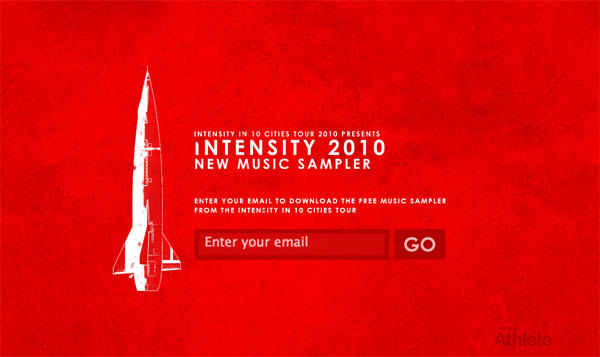 INTENSITY IN 10 CITIES TOUR 2010 PRESENTS
INTENSITY 2010
NEW MUSIC SAMPLER
ENTER YOUR EMAIL TO DOWNLOAD THE FREE MUSIC SAMPLER
FROM THE INTENSITY IN 10 CITIES TOUR
Enter your email
GO
Athlete